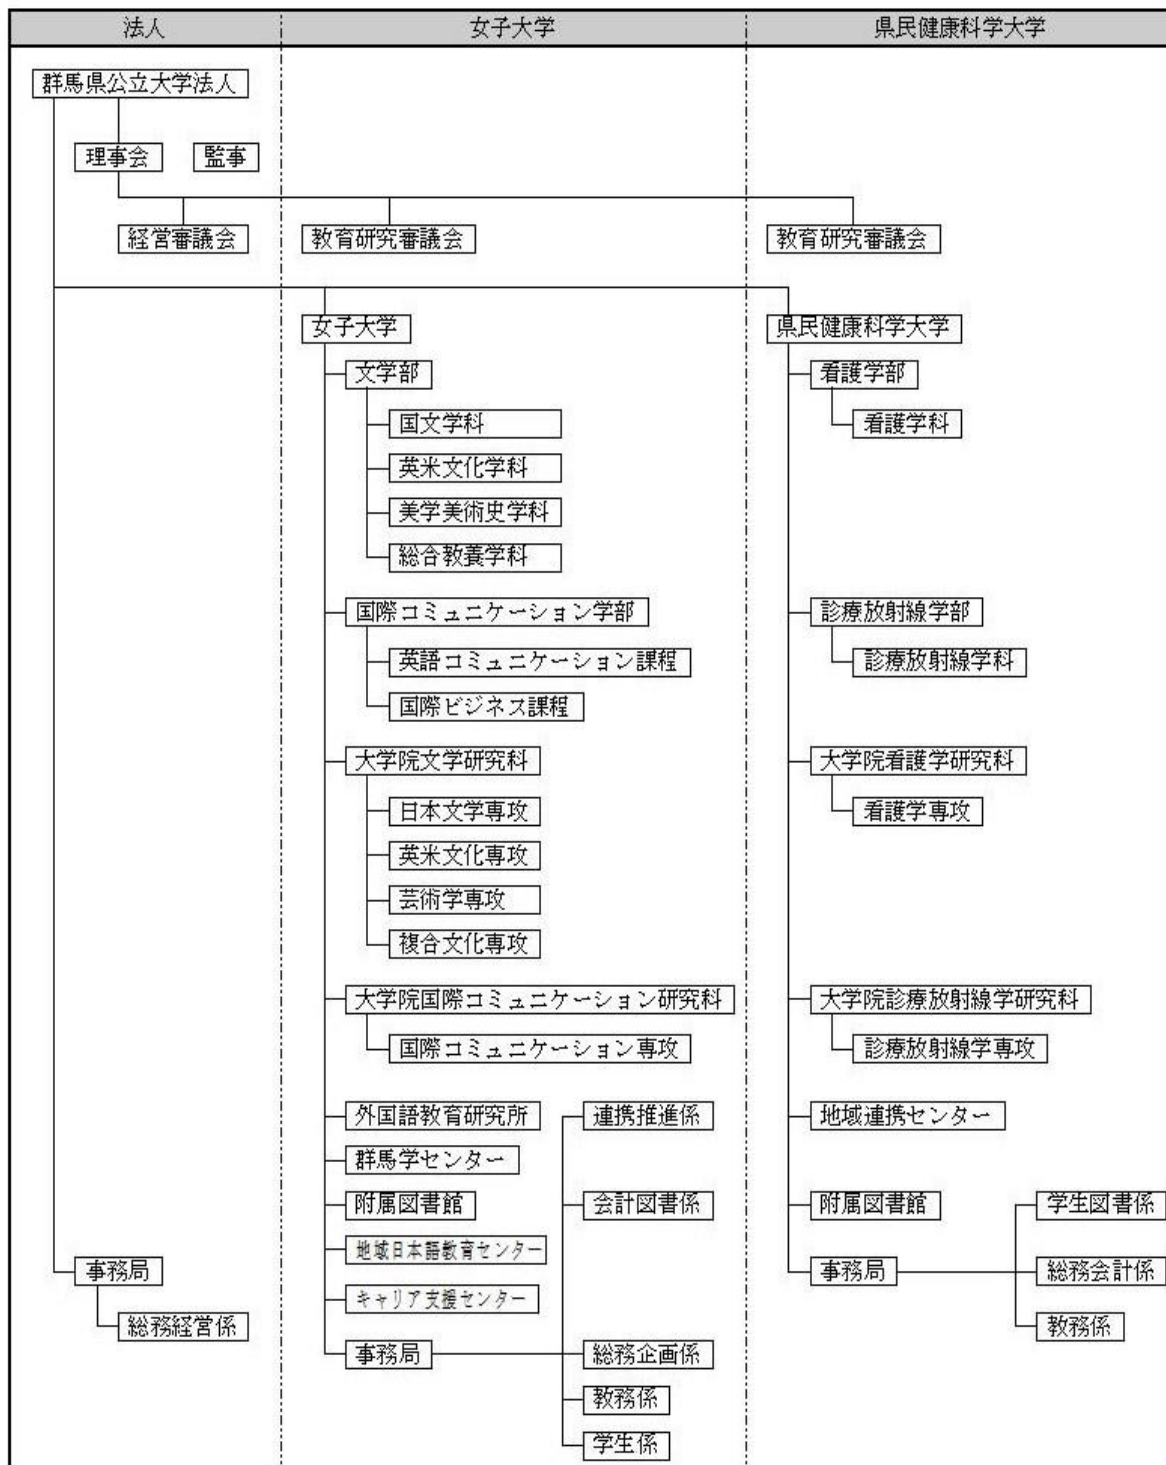 法人 女子大学 県民健康科学大学
群馬県公立大学法人
理事会 監事
経営審議会 教育研究審議会 教育研究審議会
女子大学 県民健康科学大学
文学部 看護学部
国文学科 看護学科
英米文化学科
美学美術史学科
総合教養学科
国際コミュニケーション学部 診療放射線学部
英語コミュニケーション課程 診療放射線学科
国際ビジネス課程
大学院文学研究科 大学院看護学研究科
日本文学専攻 看護学専攻
英米文化専攻
芸術学専攻
複合文化専攻
大学院国際コミュニケーション研究科 大学院診療放射線学研究科
国際コミュニケーション専攻 診療放射線学専攻
外国語教育研究所 連携推進係 地域連携センター
群馬学センター
附属図書館 会計図書係 附属図書館 学生図書係
地域日本語教育センター
事務局 事務局 総務会計係
キャリア支援センター
総務経営係 教務係
事務局 総務企画係
教務係
学生係